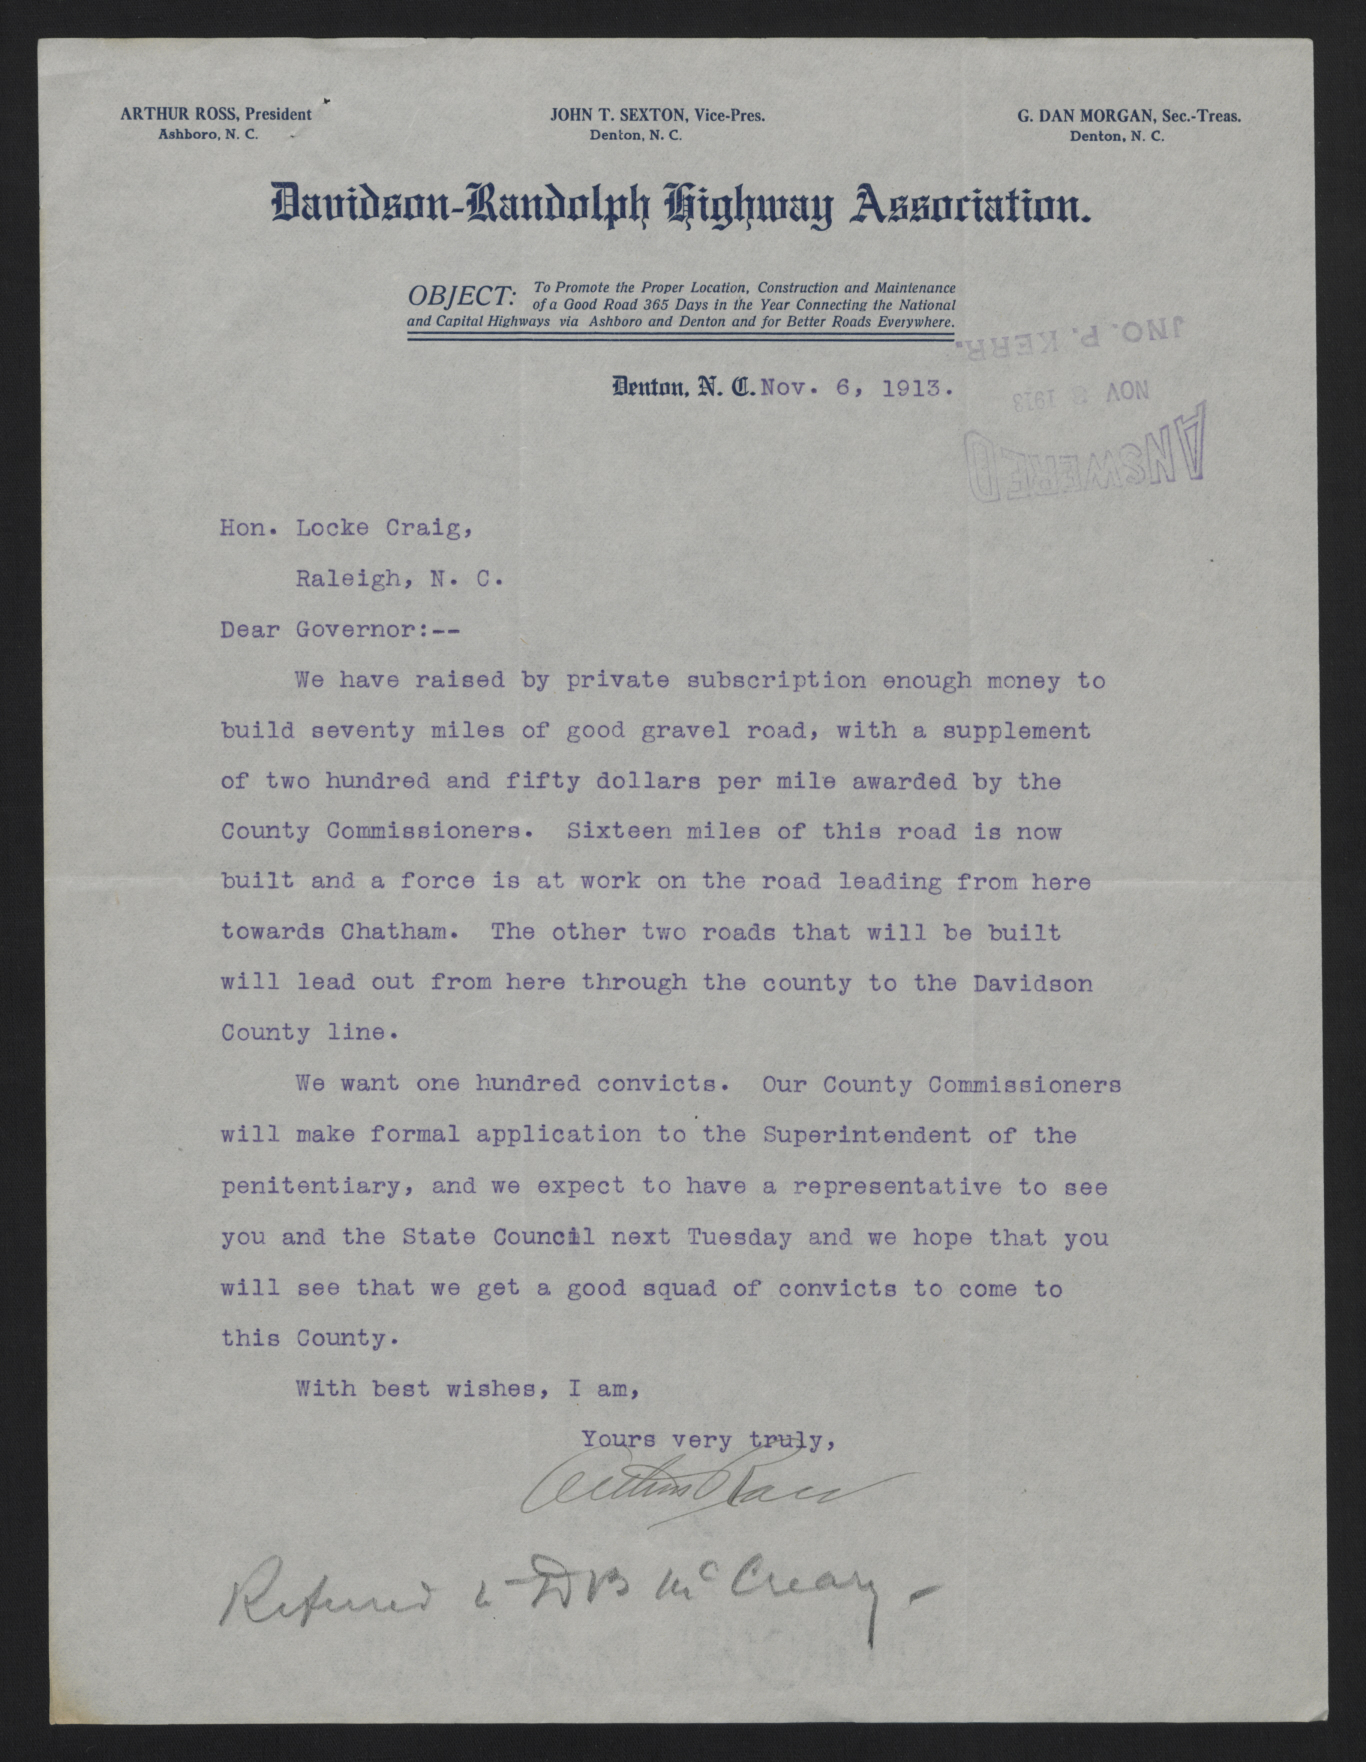 ARTHUR ROSS, President
Ashboro, N. C.
JOHN T. SEXTON, Vice-Pres.
Denton, N. C.
G. DAN MORGAN, Sec.-Treas.
Denton, N. C.
Davidson-Randolph Highway Association.
OBJECT: To Promote the Proper Location, Construction and Maintenance
of a Good Road 365 Days in the Year Connecting the National
and Capital Highways via Ashboro and Denton and for Better Roads Everywhere.
JNO. P. KERR.
NOV 1913
ANSWERED
Denton, N. C. Nov. 6, 1913.
Hon. Locke Craig,
Raleigh, N. C.
Dear Governor:--
We have raised by private subscription enough money to
build seventy miles of good gravel road, with a supplement
of two hundred and fifty dollars per mile awarded by the
County Commissioners. Sixteen miles of this road is now
built and a force is at work on the road leading from here
towards Chatham. The other two roads that will be built
will lead out from here through the county to the Davidson
County line.
We want one hundred convicts. Our County Commissioners
will make formal application to the Superintendent of the
penitentiary, and we expect to have a representative to see
you and the State Council next Tuesday and we hope that you
will see that we get a good squad of convicts to come to
this County.
With best wishes, I am,
Yours very truly,
Arthur Ross
Referred to D B McCreary -